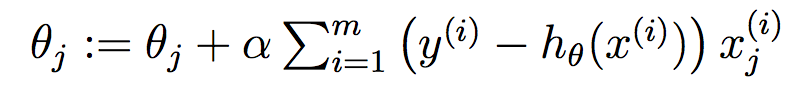 θ_j := θ_j + α ∑_{i=1}^{m} (y^{(i)} − h_θ(x^{(i)})) x_j^{(i)}